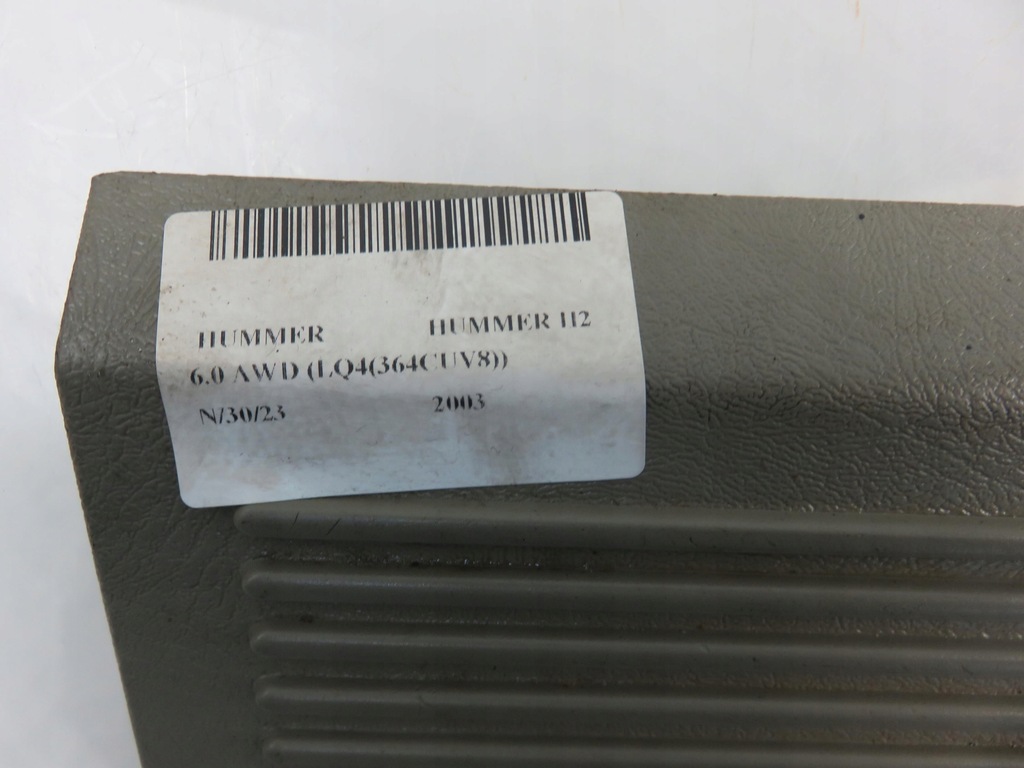 HUMMER HUMMER H2
6.0 AWD (LQ4(364CUV8))
N/30/23 2003